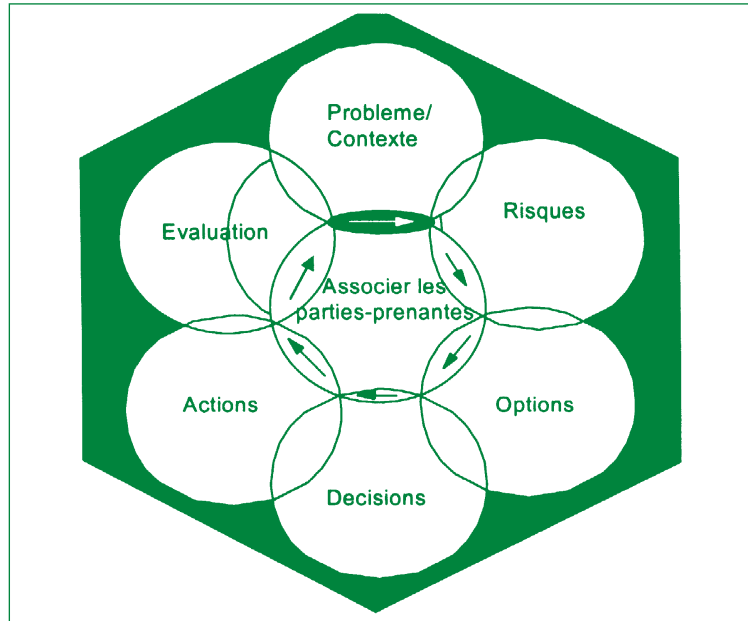 Probleme/
Contexte
Risques
Evaluation
Associer les
parties-prenantes
Actions
Options
Decisions